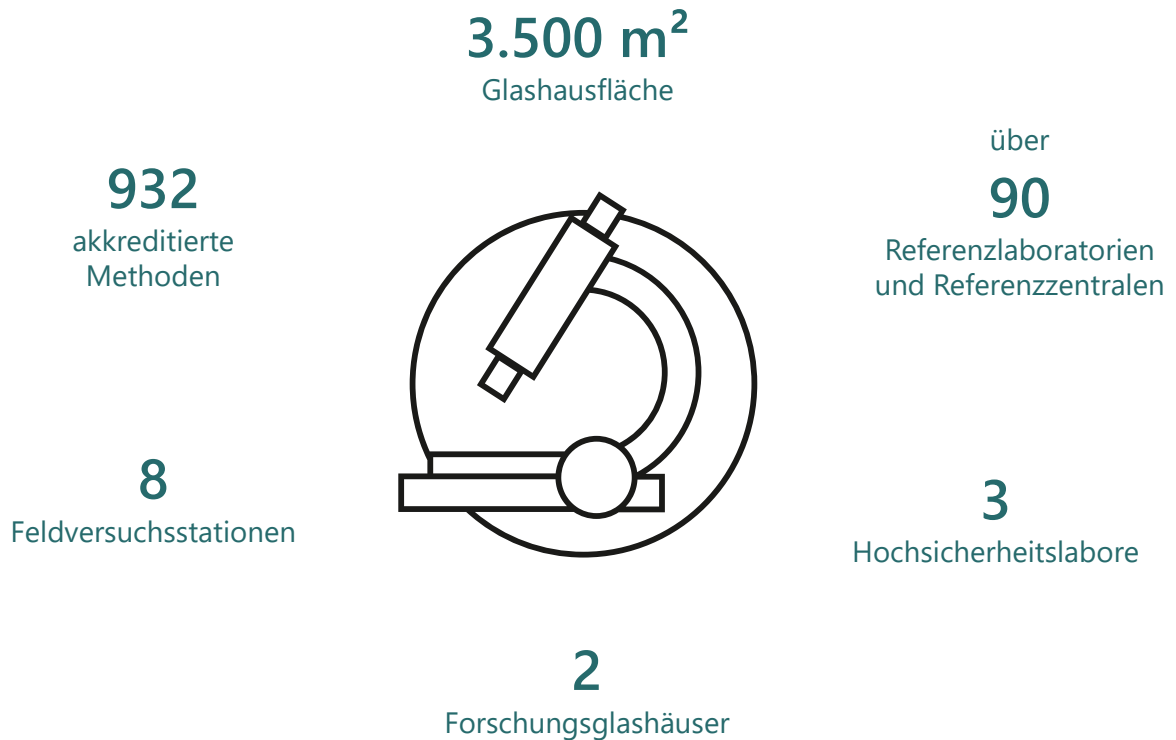 3.500 m²
Glashausfläche
über
90
Referenzlaboratorien
und Referenzzentralen
932
akkreditierte
Methoden
8
Feldversuchsstationen
3
Hochsicherheitslabore
2
Forschungsglashäuser